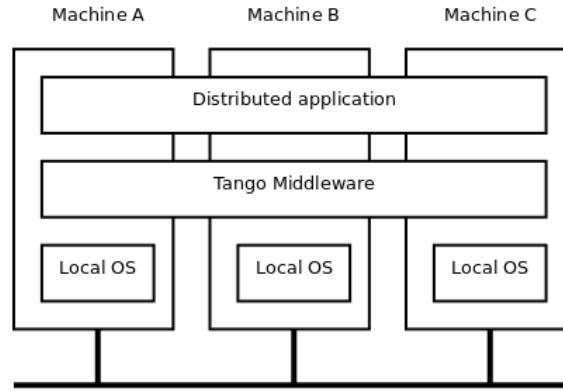 Machine A
Machine B
Machine C
Distributed application
Tango Middleware
Local OS
Local OS
Local OS